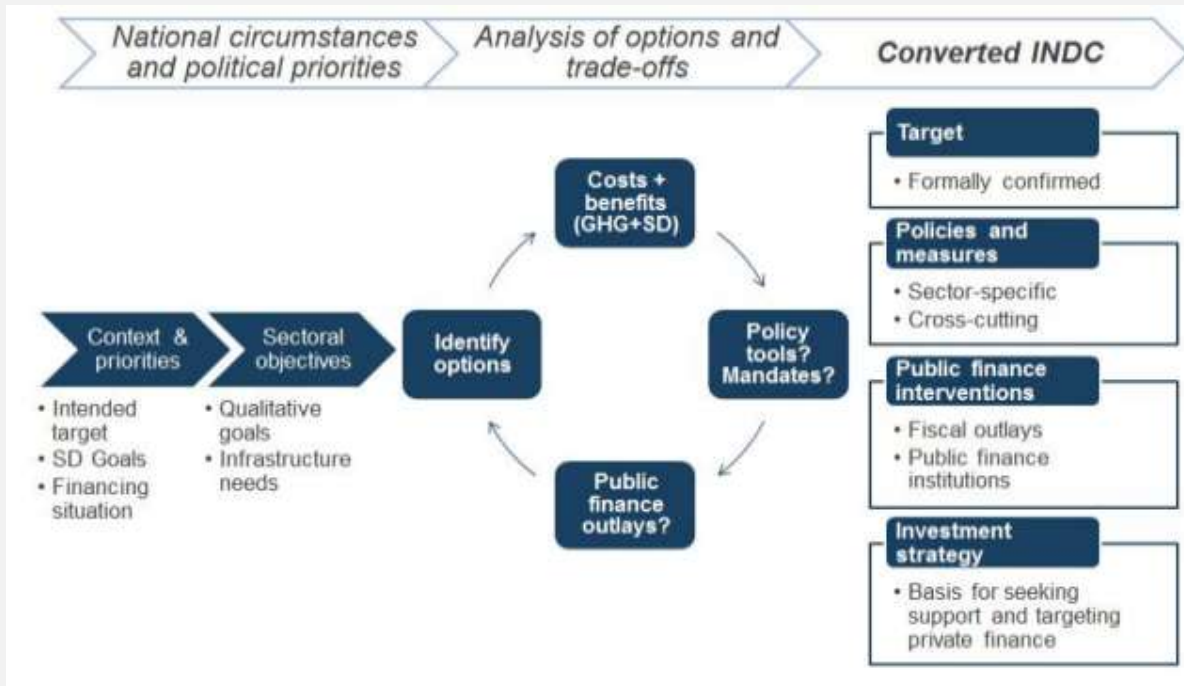 National circumstances
and political priorities
Analysis of options and
trade-offs
Converted INDC
Context &
priorities
• Intended
target
• SD Goals
• Financing
situation
Sectoral
objectives
• Qualitative
goals
• Infrastructure
needs
Identify
options
Costs +
benefits
(GHG+SD)
Policy
tools?
Mandates?
Public
finance
outlays?
Target
• Formally confirmed
Policies and
measures
• Sector-specific
• Cross-cutting
Public finance
interventions
• Fiscal outlays
• Public finance
institutions
Investment
strategy
• Basis for seeking
support and targeting
private finance